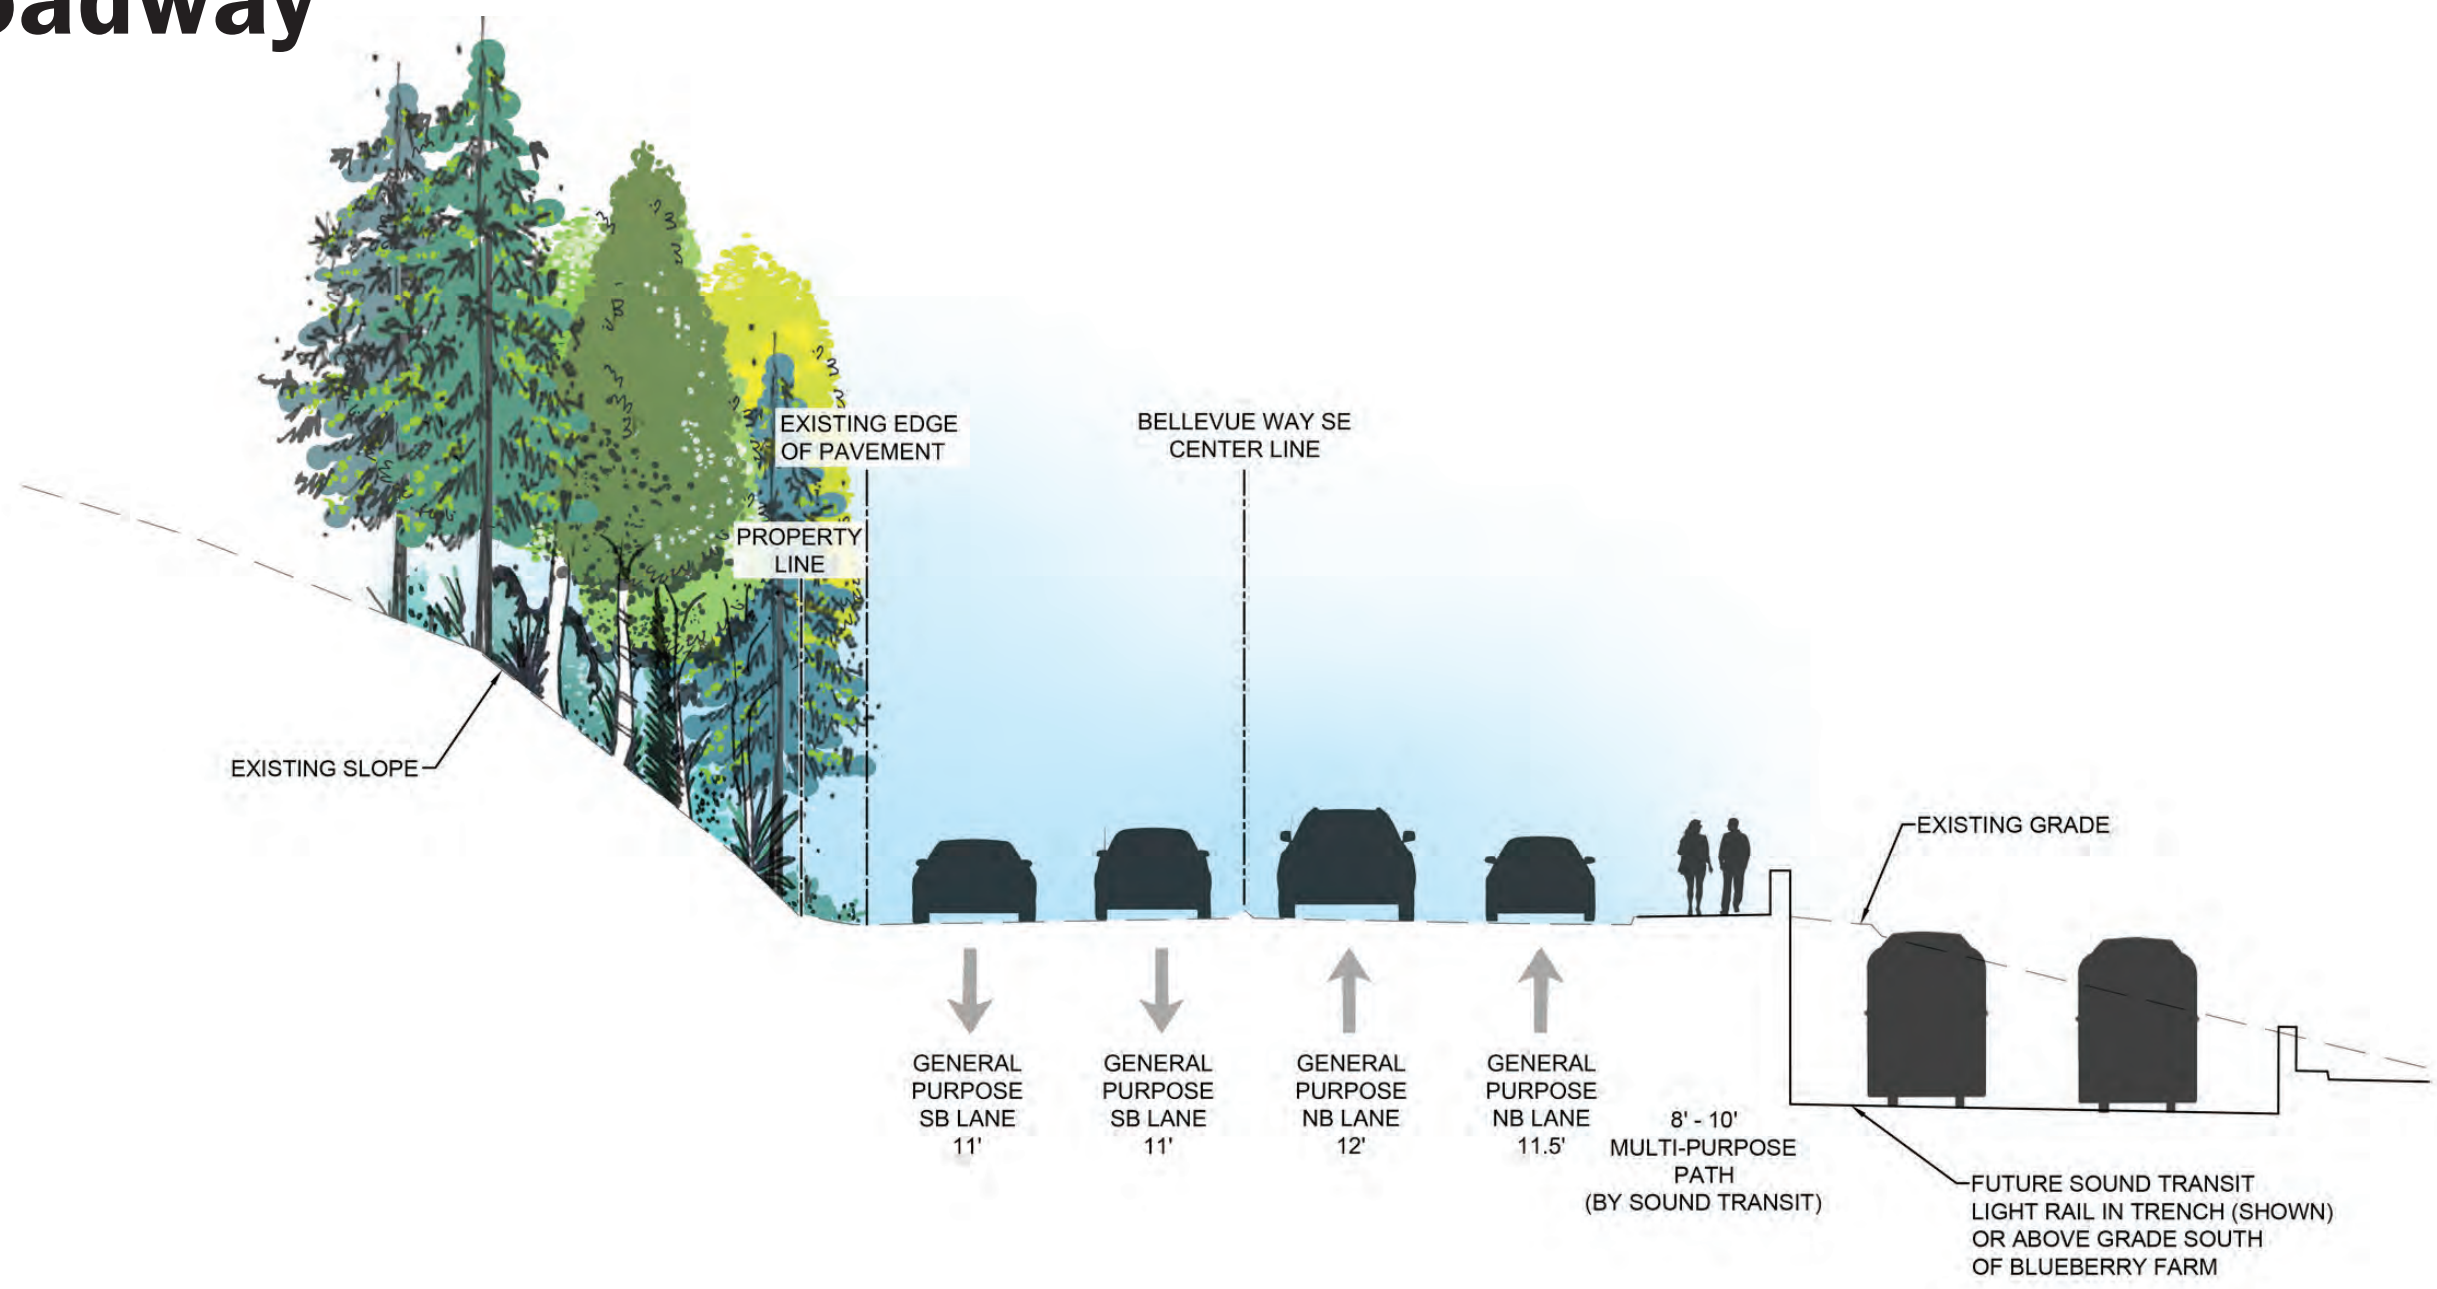 EXISTING EDGE
OF PAVEMENT
BELLEVUE WAY SE
CENTER LINE
PROPERTY
LINE
EXISTING SLOPE
EXISTING GRADE
GENERAL
PURPOSE
SB LANE
11'
GENERAL
PURPOSE
SB LANE
11'
GENERAL
PURPOSE
NB LANE
12'
GENERAL
PURPOSE
NB LANE
11.5'
8' - 10'
MULTI-PURPOSE
PATH
(BY SOUND TRANSIT)
FUTURE SOUND TRANSIT
LIGHT RAIL IN TRENCH (SHOWN)
OR ABOVE GRADE SOUTH
OF BLUEBERRY FARM